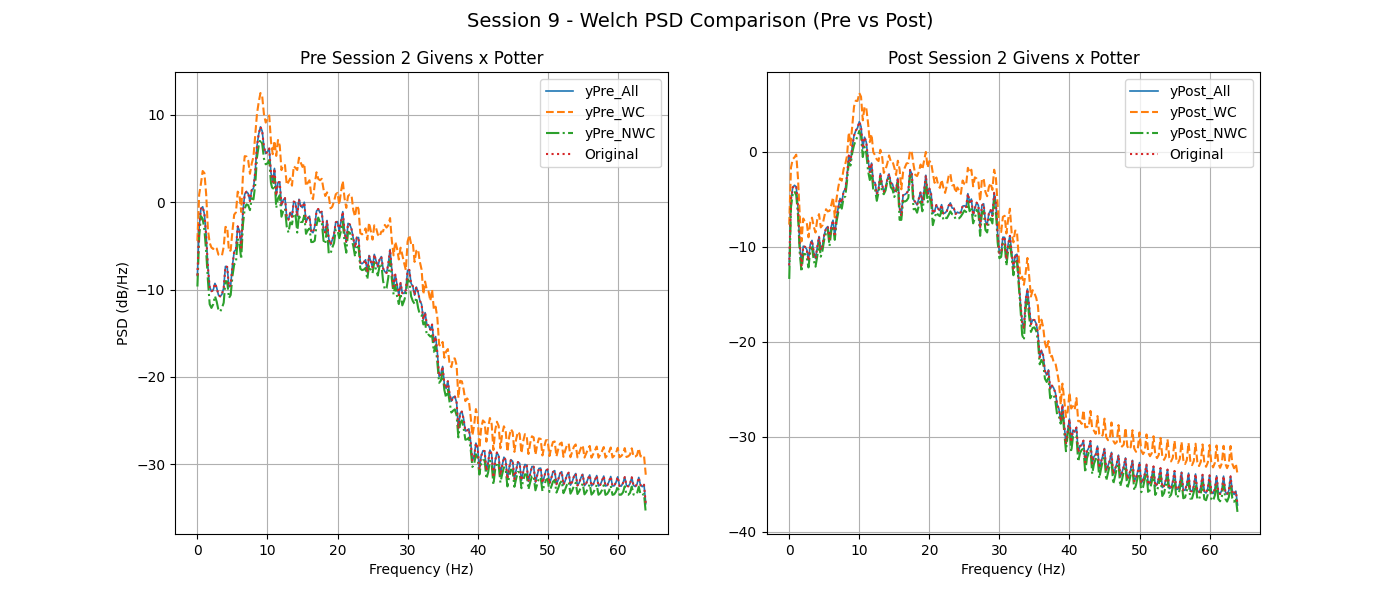 Session 9 - Welch PSD Comparison (Pre vs Post)
Pre Session 2 Givens x Potter
yPre_All
yPre_WC
yPre_NWC
Original
10
0
−10
−20
−30
PSD (dB/Hz)
0 10 20 30 40 50 60
Frequency (Hz)
Post Session 2 Givens x Potter
yPost_All
yPost_WC
yPost_NWC
Original
0
−10
−20
−30
−40
0 10 20 30 40 50 60
Frequency (Hz)